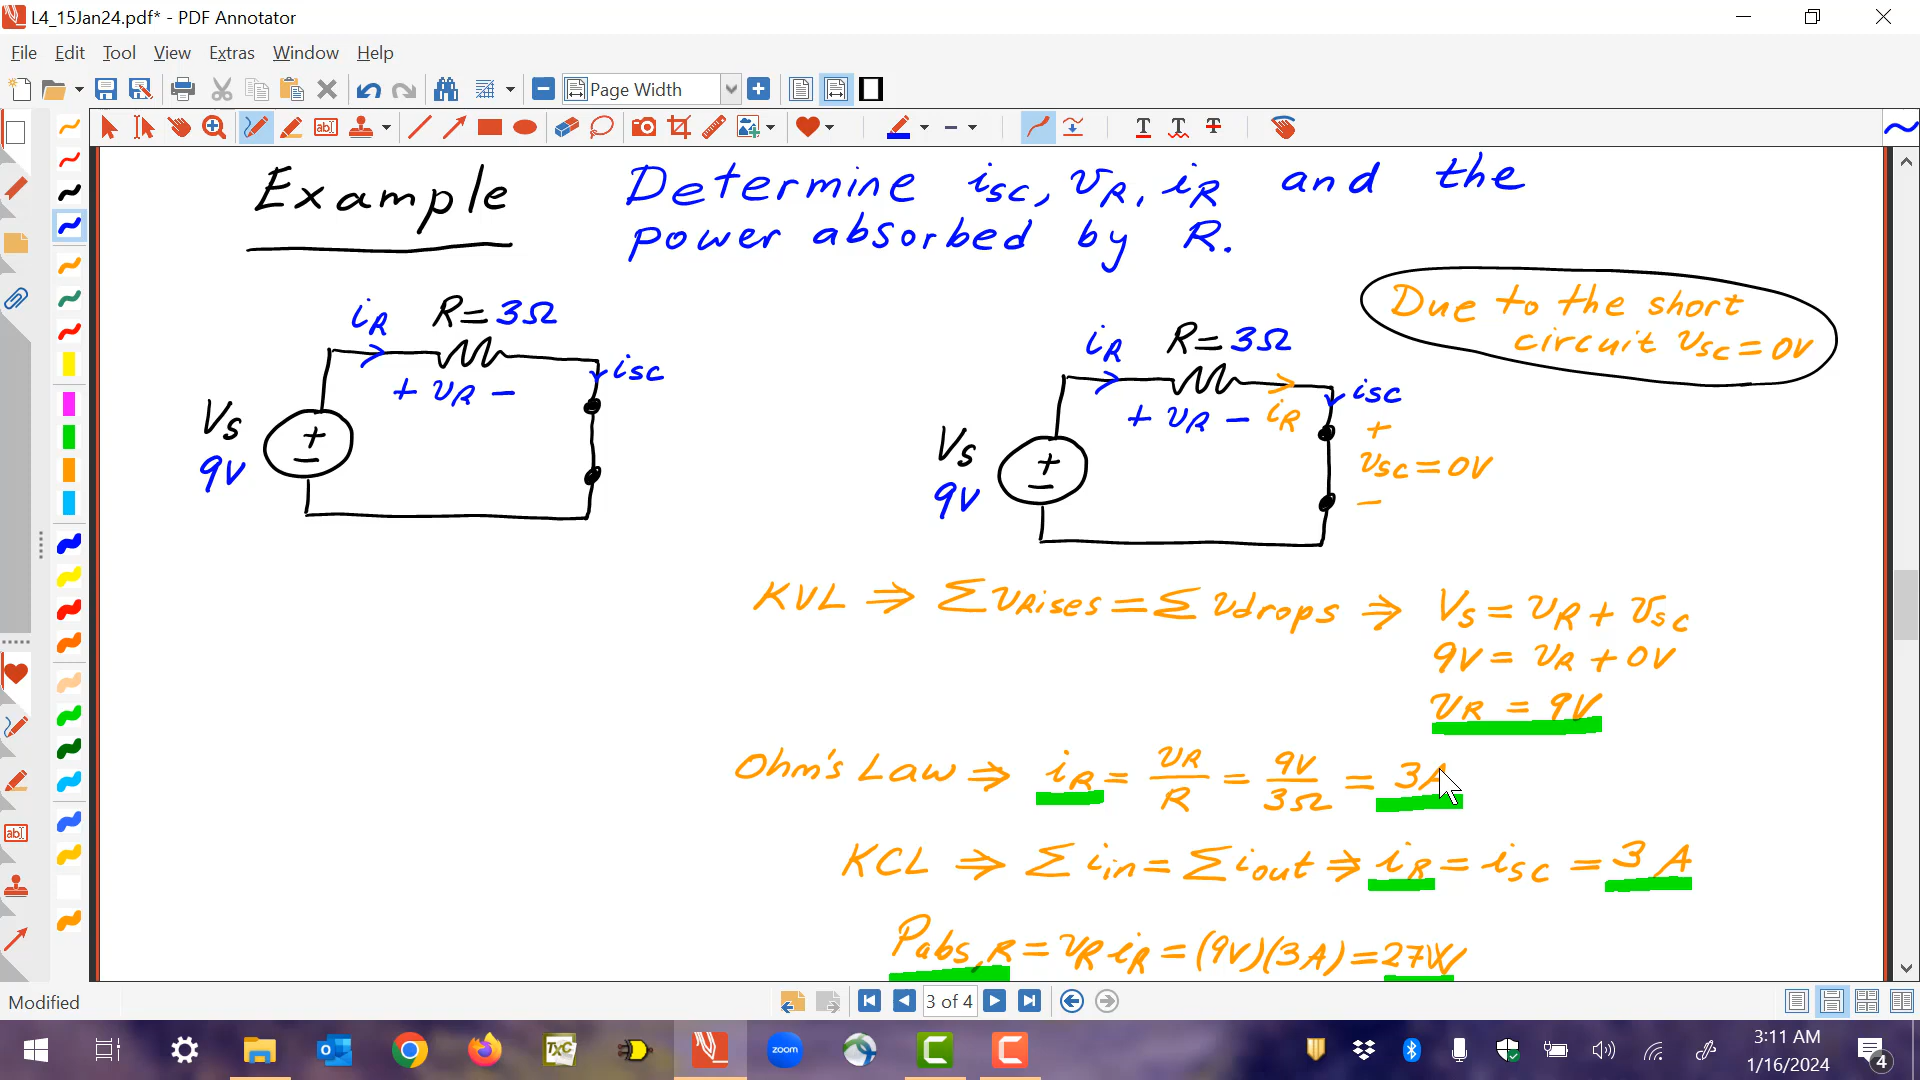 L4_15Jan24.pdf* - PDF Annotator
File Edit Tool View Extras Window Help
Page Width
Example
Determine isc, vR, iR and the
power absorbed by R.
iR R=3Ω
+ vR -
isc
Vs
9V
+
-
Due to the short
circuit vsc=0V
iR R=3Ω
+ vR - iR
isc
+
vsc=0V
-
Vs
9V
+
-
KVL ⇒ Σ vRises = Σ vdrops ⇒ Vs = vR + vsc
9V = vR + 0V
vR = 9V
Ohm's Law ⇒ iR = vR/R = 9V/3Ω = 3A
KCL ⇒ Σ iin = Σ iout ⇒ iR = isc = 3 A
Pabs,R = vR iR = (9V)(3A) = 27W
Modified
3 of 4
TXC
zoom
3:11 AM
1/16/2024
4